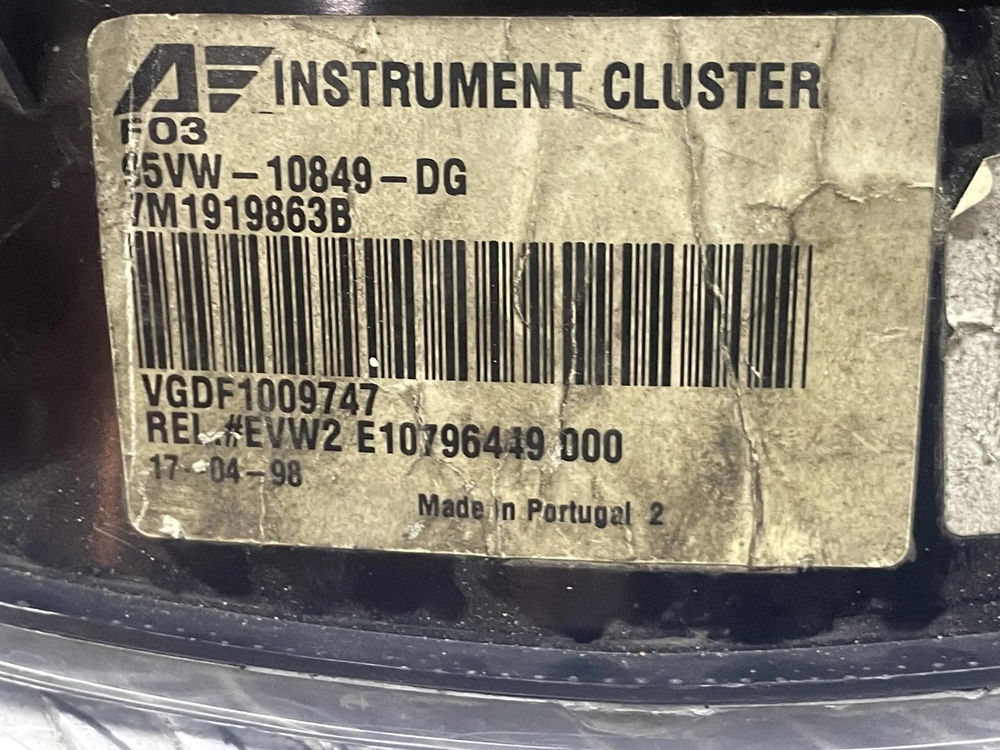 AF INSTRUMENT CLUSTER
F03
95VW-10849-DG
7M1919863B
VGDF1009747
REL.#EVW2 E10796449 000
17-04-98
Made in Portugal 2